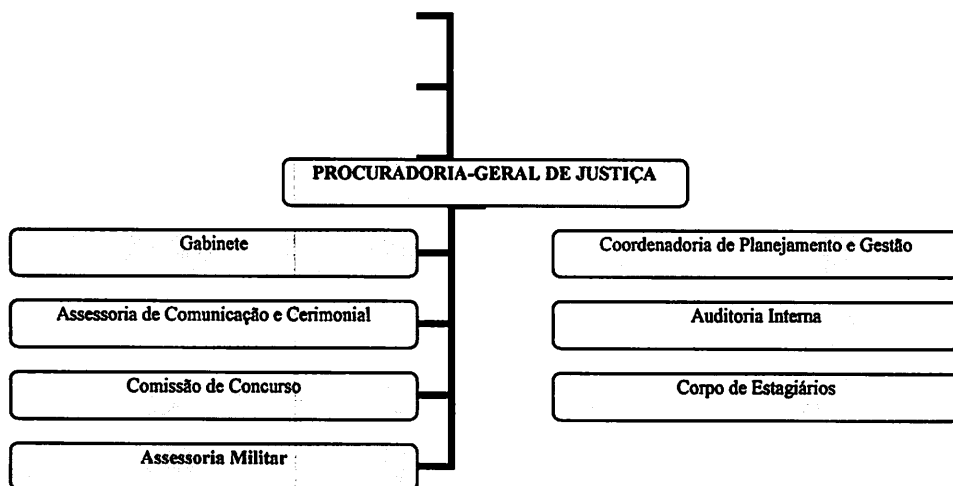 PROCURADORIA-GERAL DE JUSTIÇA
Gabinete
Coordenadoria de Planejamento e Gestão
Assessoria de Comunicação e Cerimonial
Auditoria Interna
Comissão de Concurso
Corpo de Estagiários
Assessoria Militar